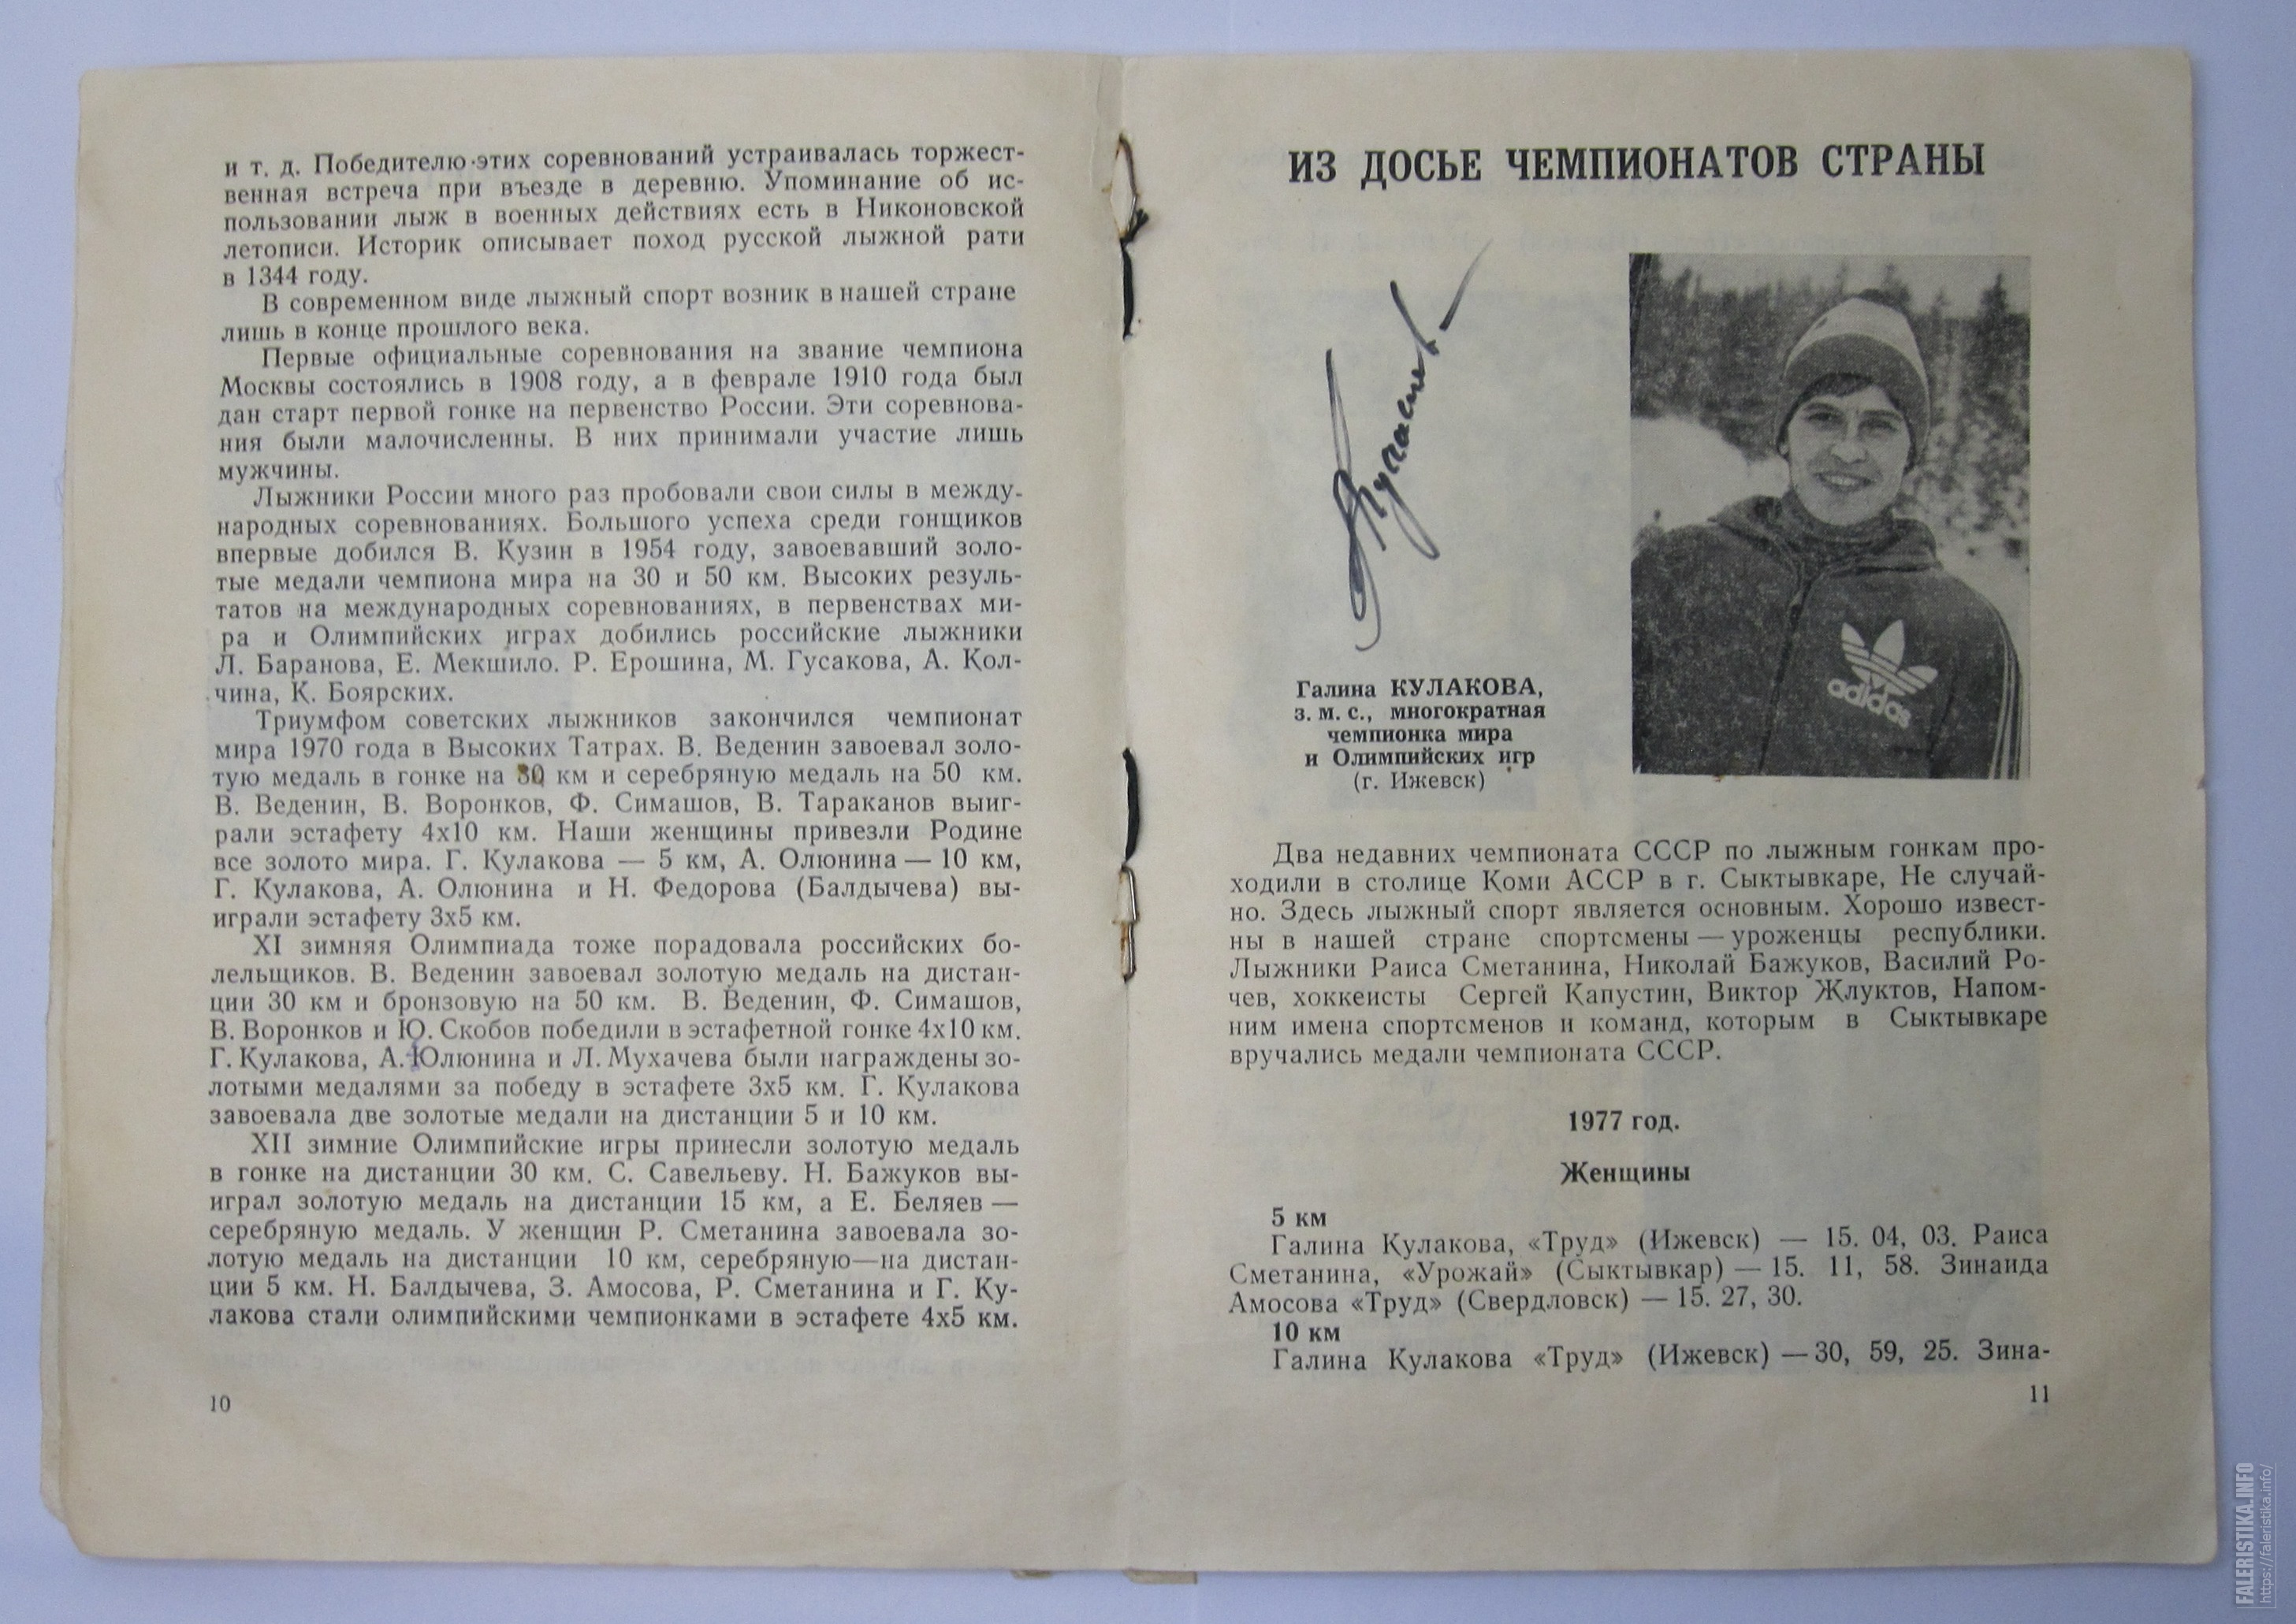 и т. д. Победителю этих соревнований устраивалась торжест-
венная встреча при въезде в деревню. Упоминание об ис-
пользовании лыж в военных действиях есть в Никоновской
летописи. Историк описывает поход русской лыжной рати
в 1344 году.
В современном виде лыжный спорт возник в нашей стране
лишь в конце прошлого века.
Первые официальные соревнования на звание чемпиона
Москвы состоялись в 1908 году, а в феврале 1910 года был
дан старт первой гонке на первенство России. Эти соревнова-
ния были малочисленны. В них принимали участие лишь
мужчины.
Лыжники России много раз пробовали свои силы в между-
народных соревнованиях. Большого успеха среди гонщиков
впервые добился В. Кузин в 1954 году, завоевавший золо-
тые медали чемпиона мира на 30 и 50 км. Высоких резуль-
татов на международных соревнованиях, в первенствах ми-
ра и Олимпийских играх добились российские лыжники
Л. Баранова, Е. Мекшило. Р. Ерошина, М. Гусакова, А. Кол-
чина, К. Боярских.
Триумфом советских лыжников закончился чемпионат
мира 1970 года в Высоких Татрах. В. Веденин завоевал золо-
тую медаль в гонке на 30 км и серебряную медаль на 50 км.
В. Веденин, В. Воронков, Ф. Симашов, В. Тараканов выиг-
рали эстафету 4x10 км. Наши женщины привезли Родине
все золото мира. Г. Кулакова — 5 км, А. Олюнина — 10 км,
Г. Кулакова, А. Олюнина и Н. Федорова (Балдычева) вы-
играли эстафету 3x5 км.
XI зимняя Олимпиада тоже порадовала российских бо-
лельщиков. В. Веденин завоевал золотую медаль на дистан-
ции 30 км и бронзовую на 50 км. В. Веденин, Ф. Симашов,
В. Воронков и Ю. Скобов победили в эстафетной гонке 4x10 км.
Г. Кулакова, А. Юлюнина и Л. Мухачева были награждены зо-
лотыми медалями за победу в эстафете 3x5 км. Г. Кулакова
завоевала две золотые медали на дистанции 5 и 10 км.
XII зимние Олимпийские игры принесли золотую медаль
в гонке на дистанции 30 км. С. Савельеву. Н. Бажуков вы-
играл золотую медаль на дистанции 15 км, а Е. Беляев —
серебряную медаль. У женщин Р. Сметанина завоевала зо-
лотую медаль на дистанции 10 км, серебряную—на дистан-
ции 5 км. Н. Балдычева, З. Амосова, Р. Сметанина и Г. Ку-
лакова стали олимпийскими чемпионками в эстафете 4x5 км.
10
ИЗ ДОСЬЕ ЧЕМПИОНАТОВ СТРАНЫ
adidas
Галина КУЛАКОВА,
з. м. с., многократная
чемпионка мира
и Олимпийских игр
(г. Ижевск)
Два недавних чемпионата СССР по лыжным гонкам про-
ходили в столице Коми АССР в г. Сыктывкаре, Не случай-
но. Здесь лыжный спорт является основным. Хорошо извест-
ны в нашей стране спортсмены — уроженцы республики.
Лыжники Раиса Сметанина, Николай Бажуков, Василий Ро-
чев, хоккеисты Сергей Капустин, Виктор Жлуктов, Напом-
ним имена спортсменов и команд, которым в Сыктывкаре
вручались медали чемпионата СССР.
1977 год.
Женщины
5 км
Галина Кулакова, «Труд» (Ижевск) — 15. 04, 03. Раиса
Сметанина, «Урожай» (Сыктывкар) — 15. 11, 58. Зинаида
Амосова «Труд» (Свердловск) — 15. 27, 30.
10 км
Галина Кулакова «Труд» (Ижевск) — 30, 59, 25. Зина-
11
FALERISTIKA.INFO
https://faleristika.info/